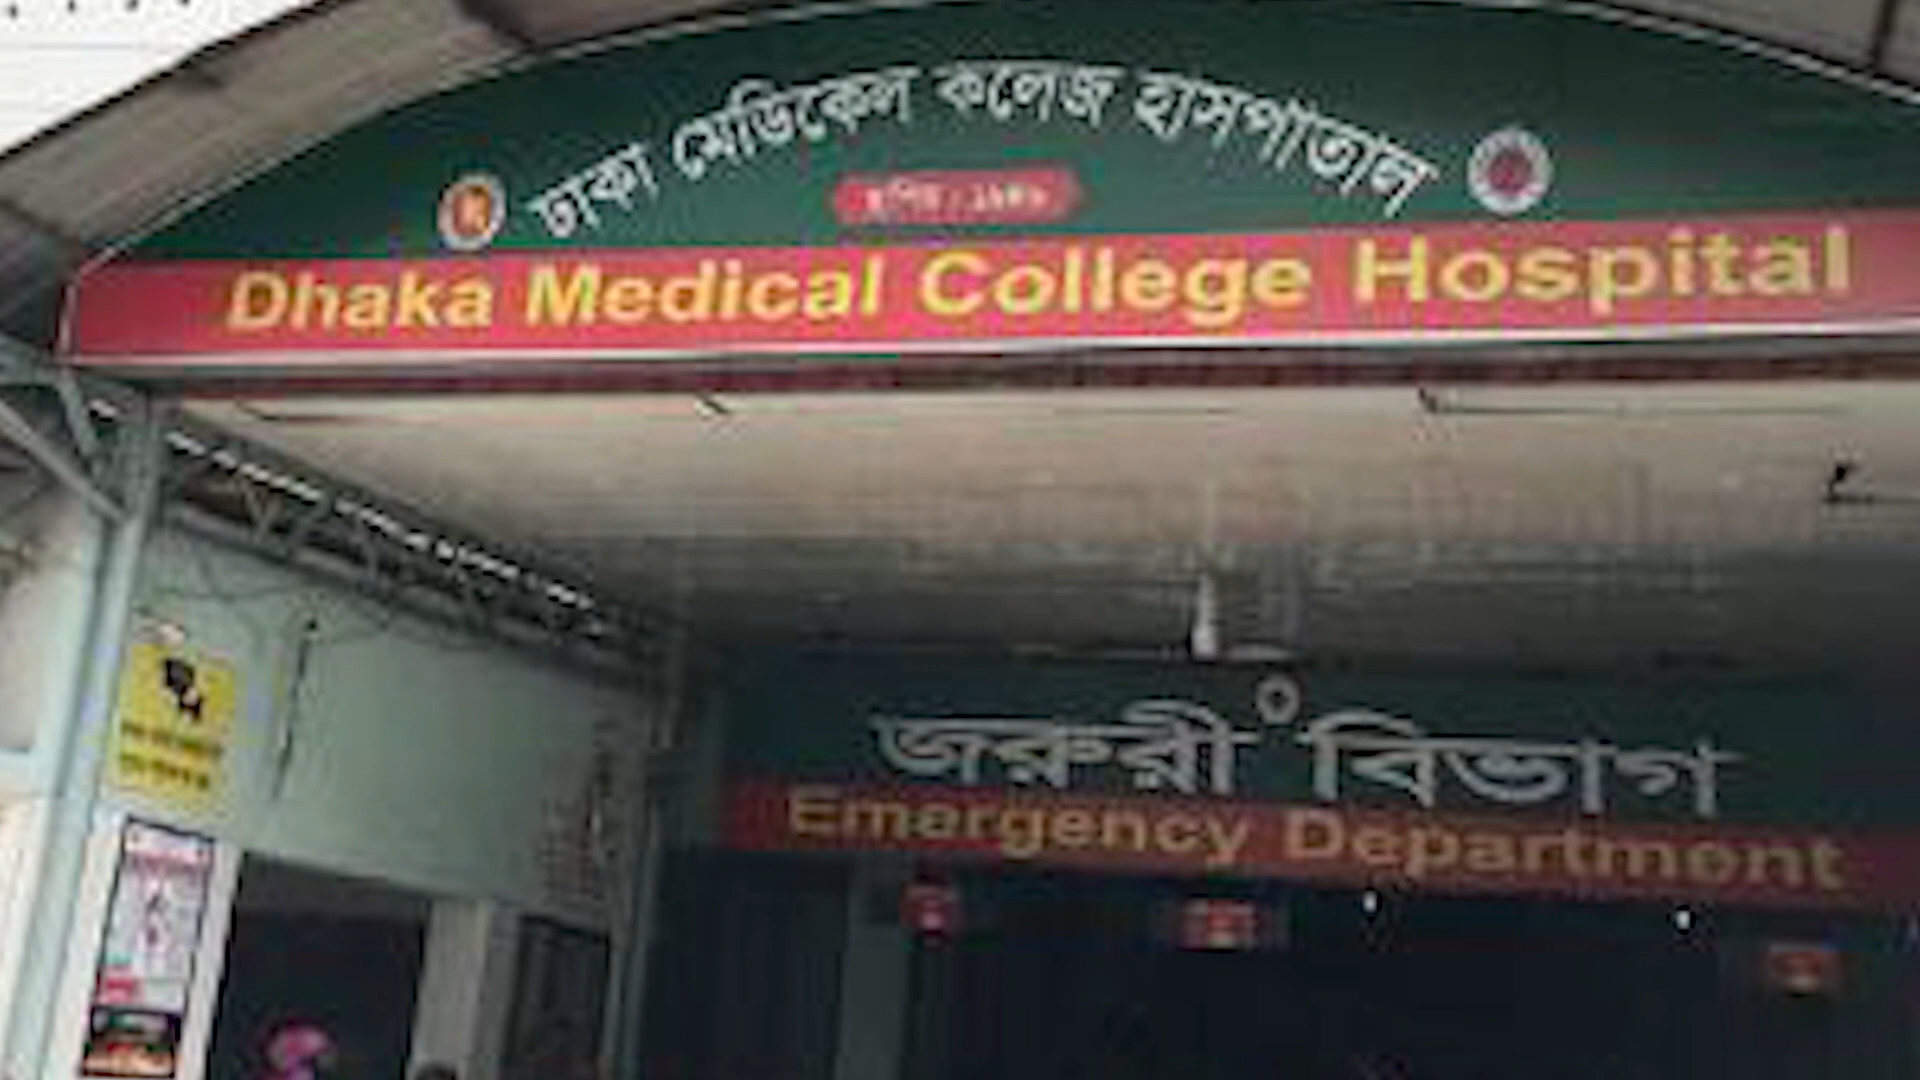 ঢাকা মেডিকেল কলেজ হাসপাতাল
Dhaka Medical College Hospital
জরুরী বিভাগ
Emergency Department